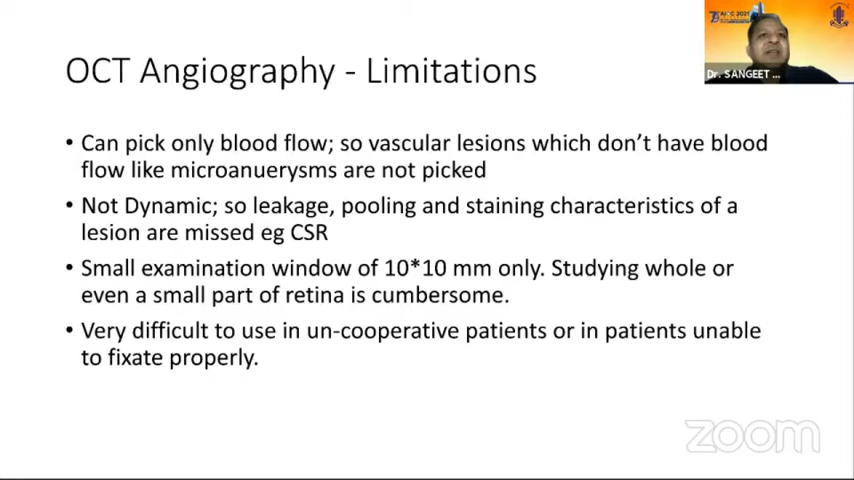 OCT Angiography - Limitations
AIOC 2021
Dr. SANGEET ...
• Can pick only blood flow; so vascular lesions which don't have blood
flow like microanuerysms are not picked
• Not Dynamic; so leakage, pooling and staining characteristics of a
lesion are missed eg CSR
• Small examination window of 10*10 mm only. Studying whole or
even a small part of retina is cumbersome.
• Very difficult to use in un-cooperative patients or in patients unable
to fixate properly.
zoom